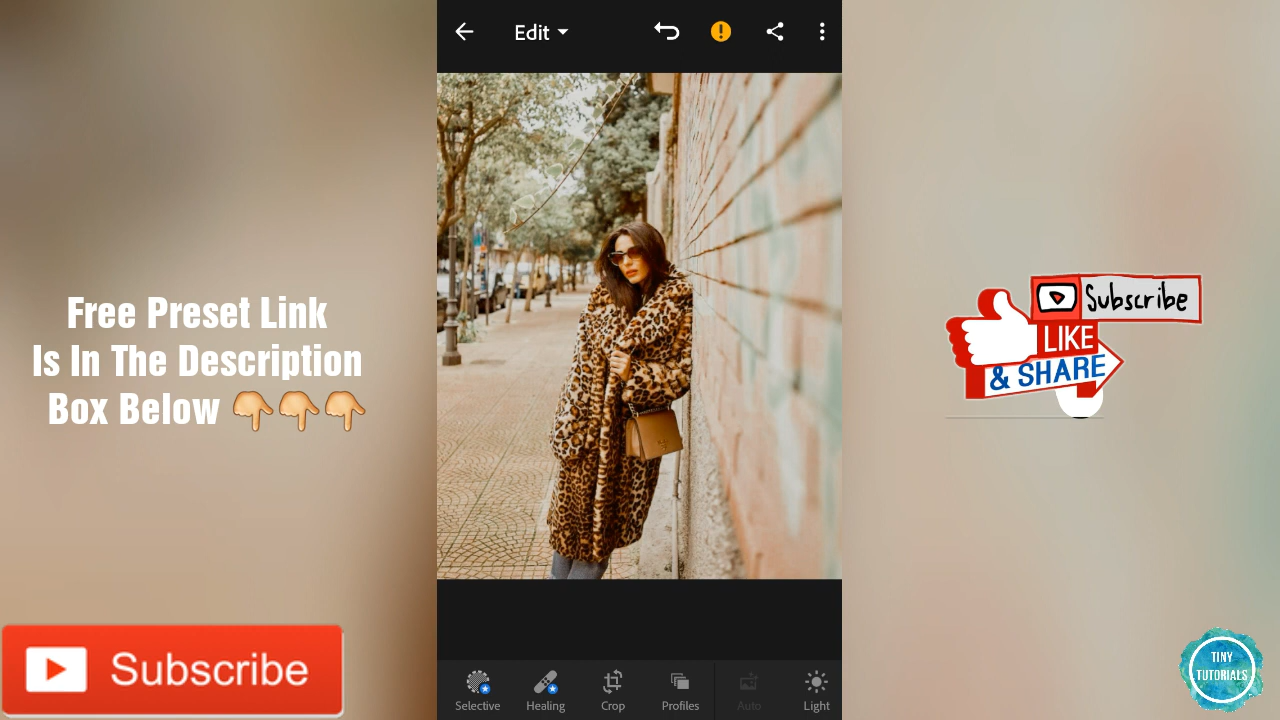 Edit
Free Preset Link
Is In The Description
Box Below 👇👇👇
Subscribe
LIKE
& SHARE
Subscribe
TINY
TUTORIALS
Selective
Healing
Crop
Profiles
Auto
Light